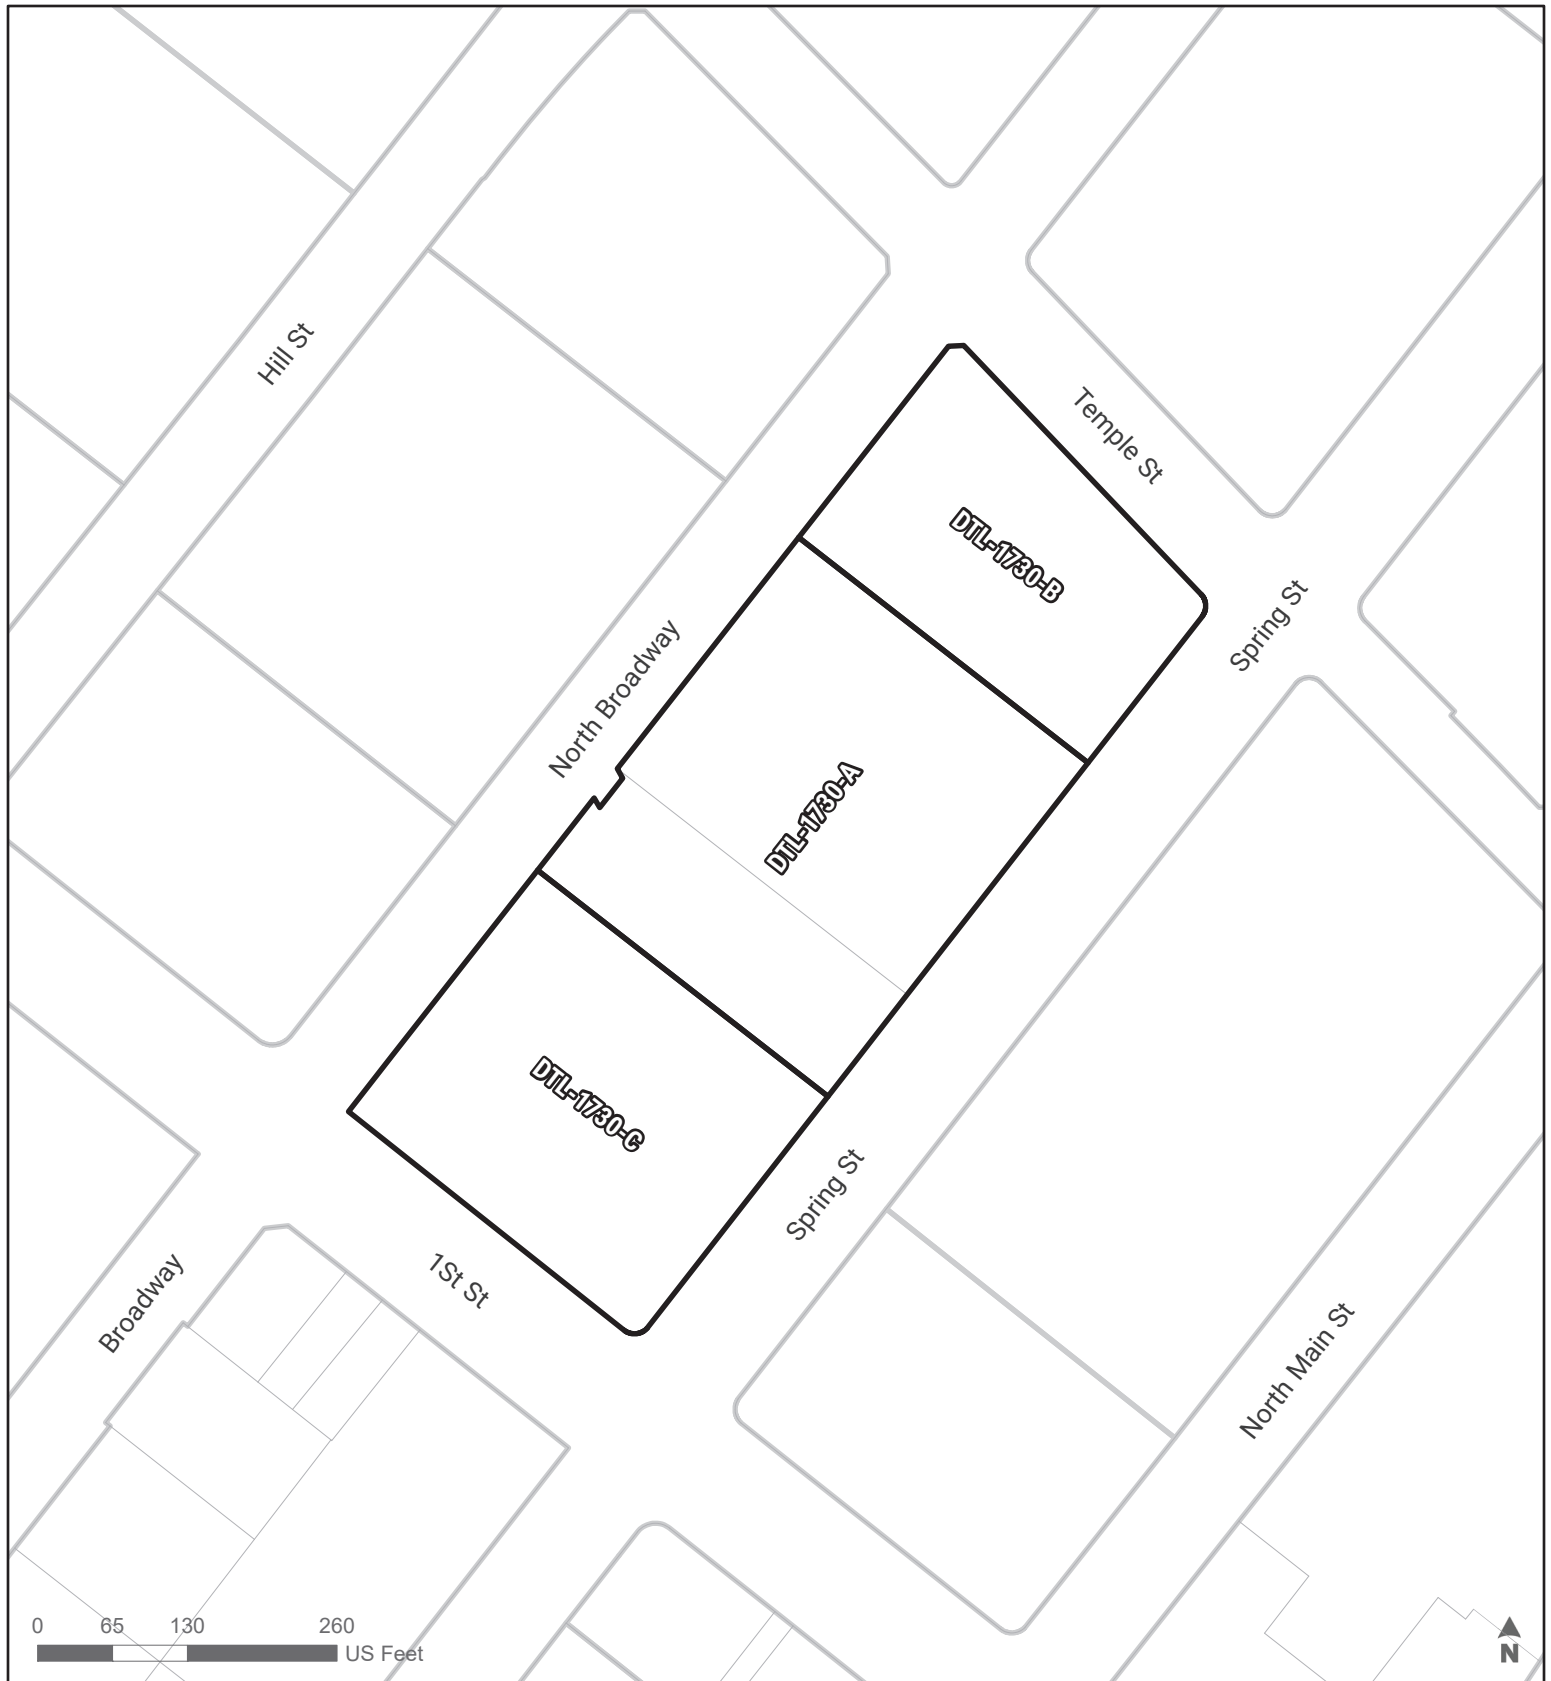 Hill St
Temple St
DTL-1730-B
Spring St
North Broadway
DTL-1730-A
DTL-1730-C
Spring St
1St St
Broadway
North Main St
0 65 130 260
US Feet
N